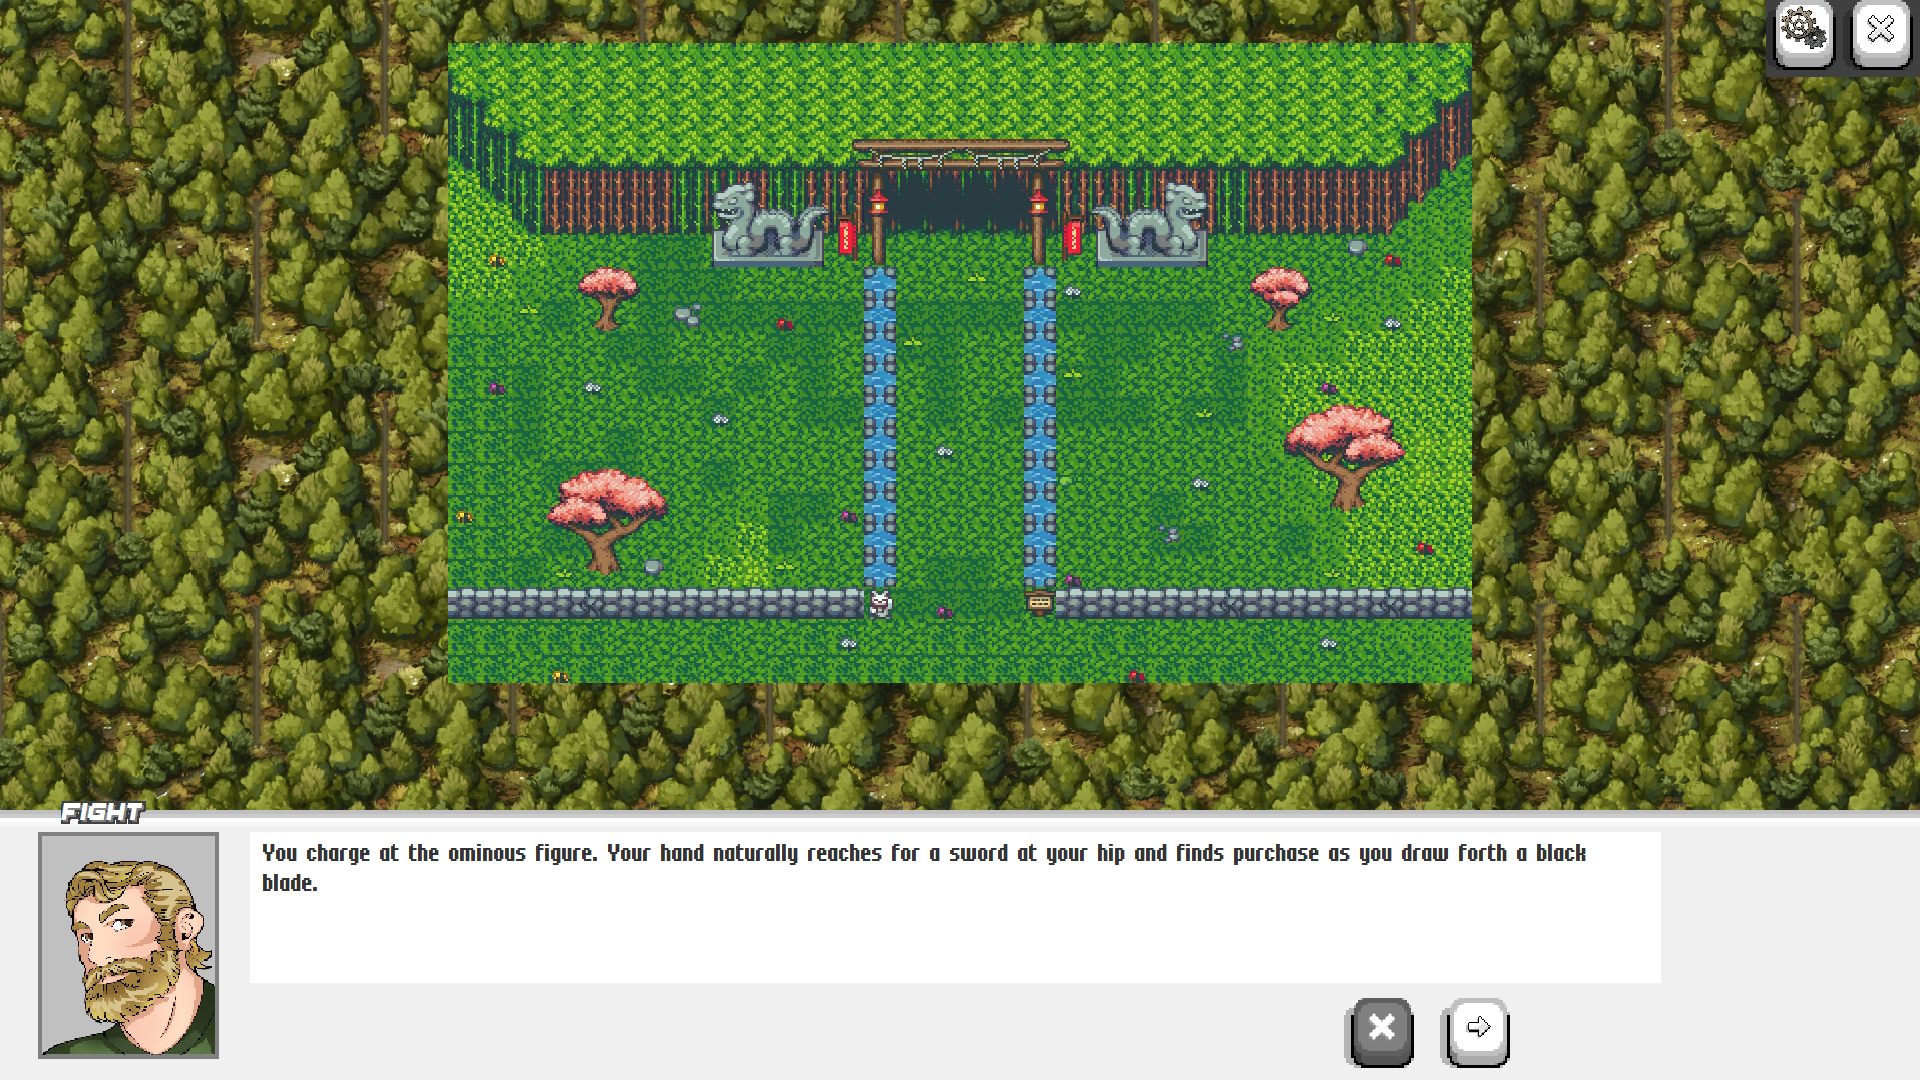 FIGHT
You charge at the ominous figure. Your hand naturally reaches for a sword at your hip and finds purchase as you draw forth a black
blade.